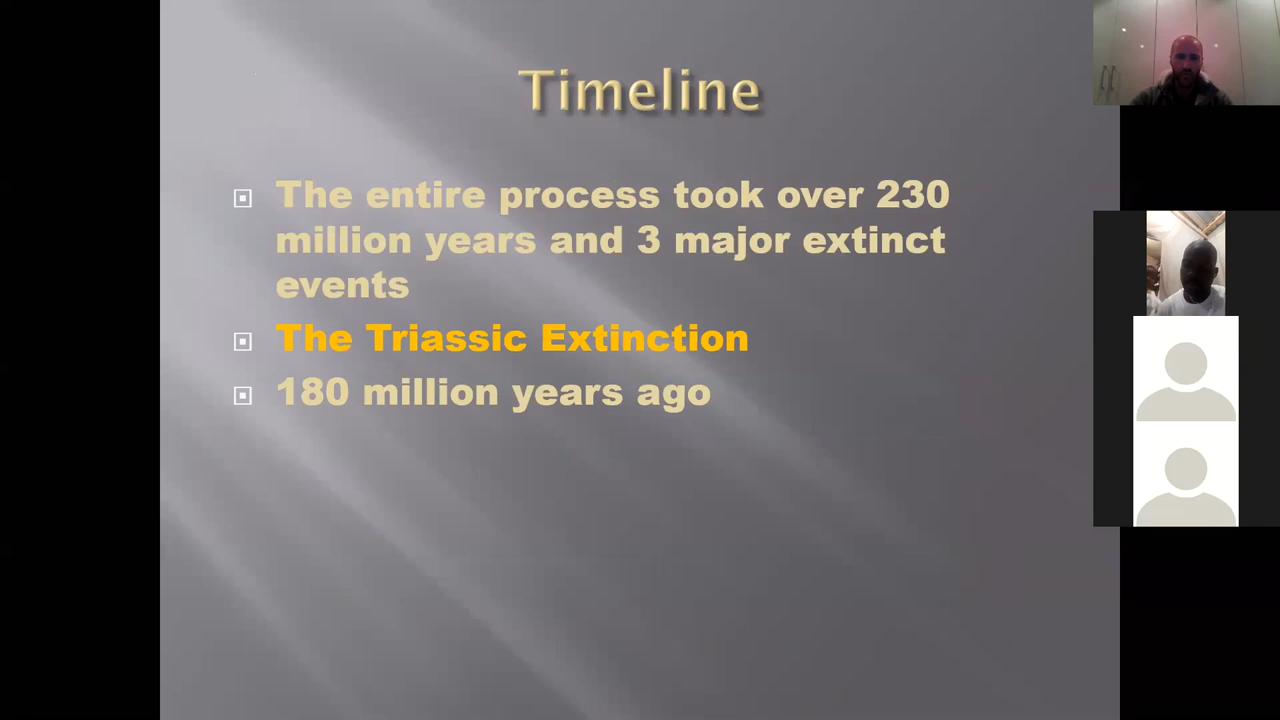 Timeline
The entire process took over 230
million years and 3 major extinct
events
The Triassic Extinction
180 million years ago